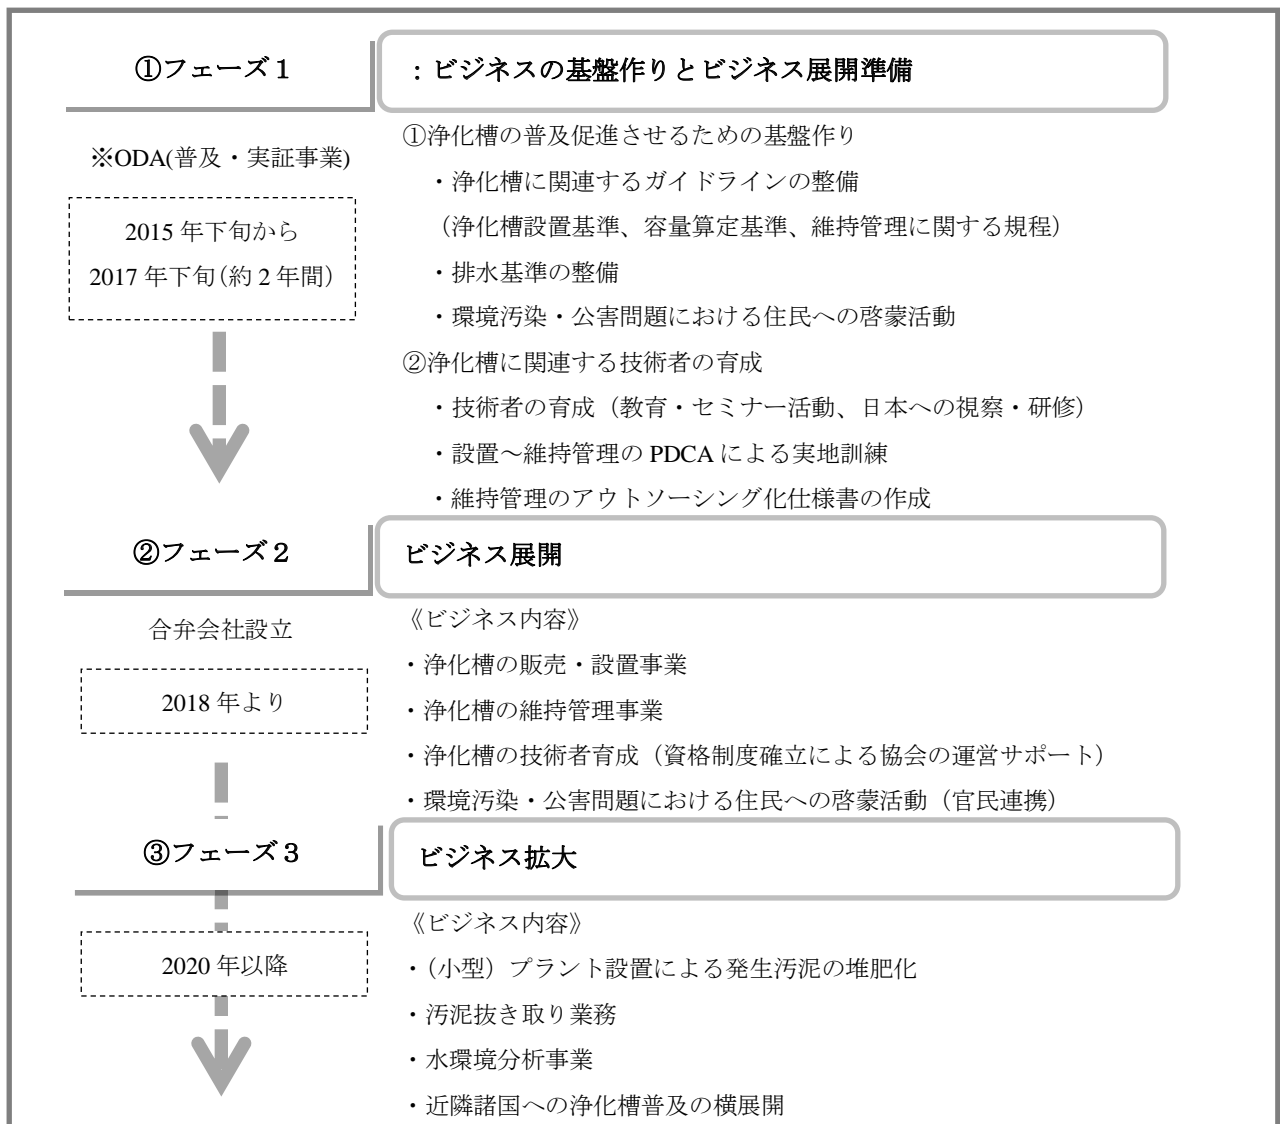 ①フェーズ１
：ビジネスの基盤作りとビジネス展開準備
※ODA(普及・実証事業)
2015 年下旬から
2017 年下旬（約 2 年間）
①浄化槽の普及促進させるための基盤作り
・浄化槽に関連するガイドラインの整備
（浄化槽設置基準、容量算定基準、維持管理に関する規程）
・排水基準の整備
・環境汚染・公害問題における住民への啓蒙活動
②浄化槽に関連する技術者の育成
・技術者の育成（教育・セミナー活動、日本への視察・研修）
・設置～維持管理の PDCA による実地訓練
・維持管理のアウトソーシング化仕様書の作成
②フェーズ２
ビジネス展開
合弁会社設立
2018 年より
《ビジネス内容》
・浄化槽の販売・設置事業
・浄化槽の維持管理事業
・浄化槽の技術者育成（資格制度確立による協会の運営サポート）
・環境汚染・公害問題における住民への啓蒙活動（官民連携）
③フェーズ３
ビジネス拡大
2020 年以降
《ビジネス内容》
・（小型）プラント設置による発生汚泥の堆肥化
・汚泥抜き取り業務
・水環境分析事業
・近隣諸国への浄化槽普及の横展開